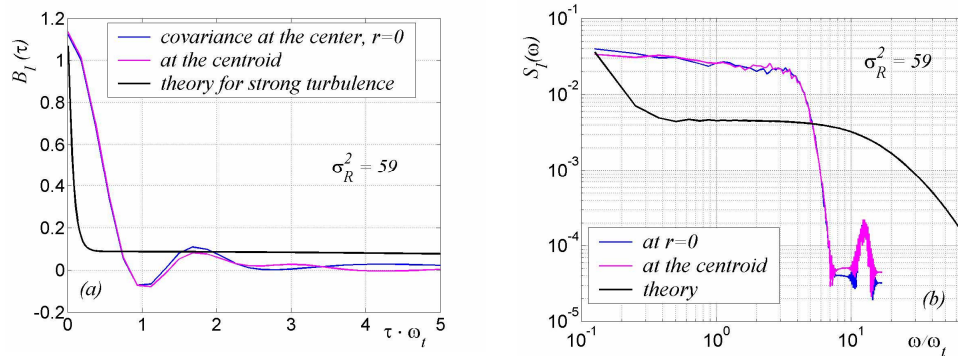 B_I (τ)
1.2
1
0.8
0.6
0.4
0.2
0
-0.2
covariance at the center, r=0
at the centroid
theory for strong turbulence
σ_R^2 = 59
(a)
0 1 2 3 4 5
τ · ω_t
S_I(ω)
10^-1
10^-2
10^-3
10^-4
10^-5
σ_R^2 = 59
at r=0
at the centroid
theory
(b)
10^-1 10^0 10^1
ω/ω_t